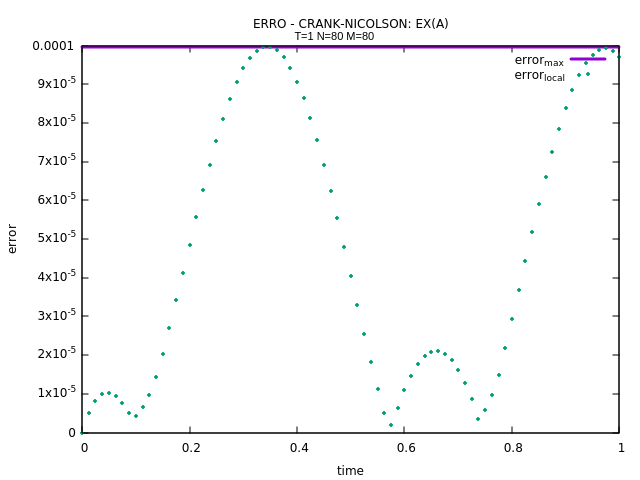 ERRO - CRANK-NICOLSON: EX(A)
T=1 N=80 M=80
0.0001
9x10-5
8x10-5
7x10-5
6x10-5
5x10-5
4x10-5
3x10-5
2x10-5
1x10-5
0
error
errormax
errorlocal
0 0.2 0.4 0.6 0.8 1
time